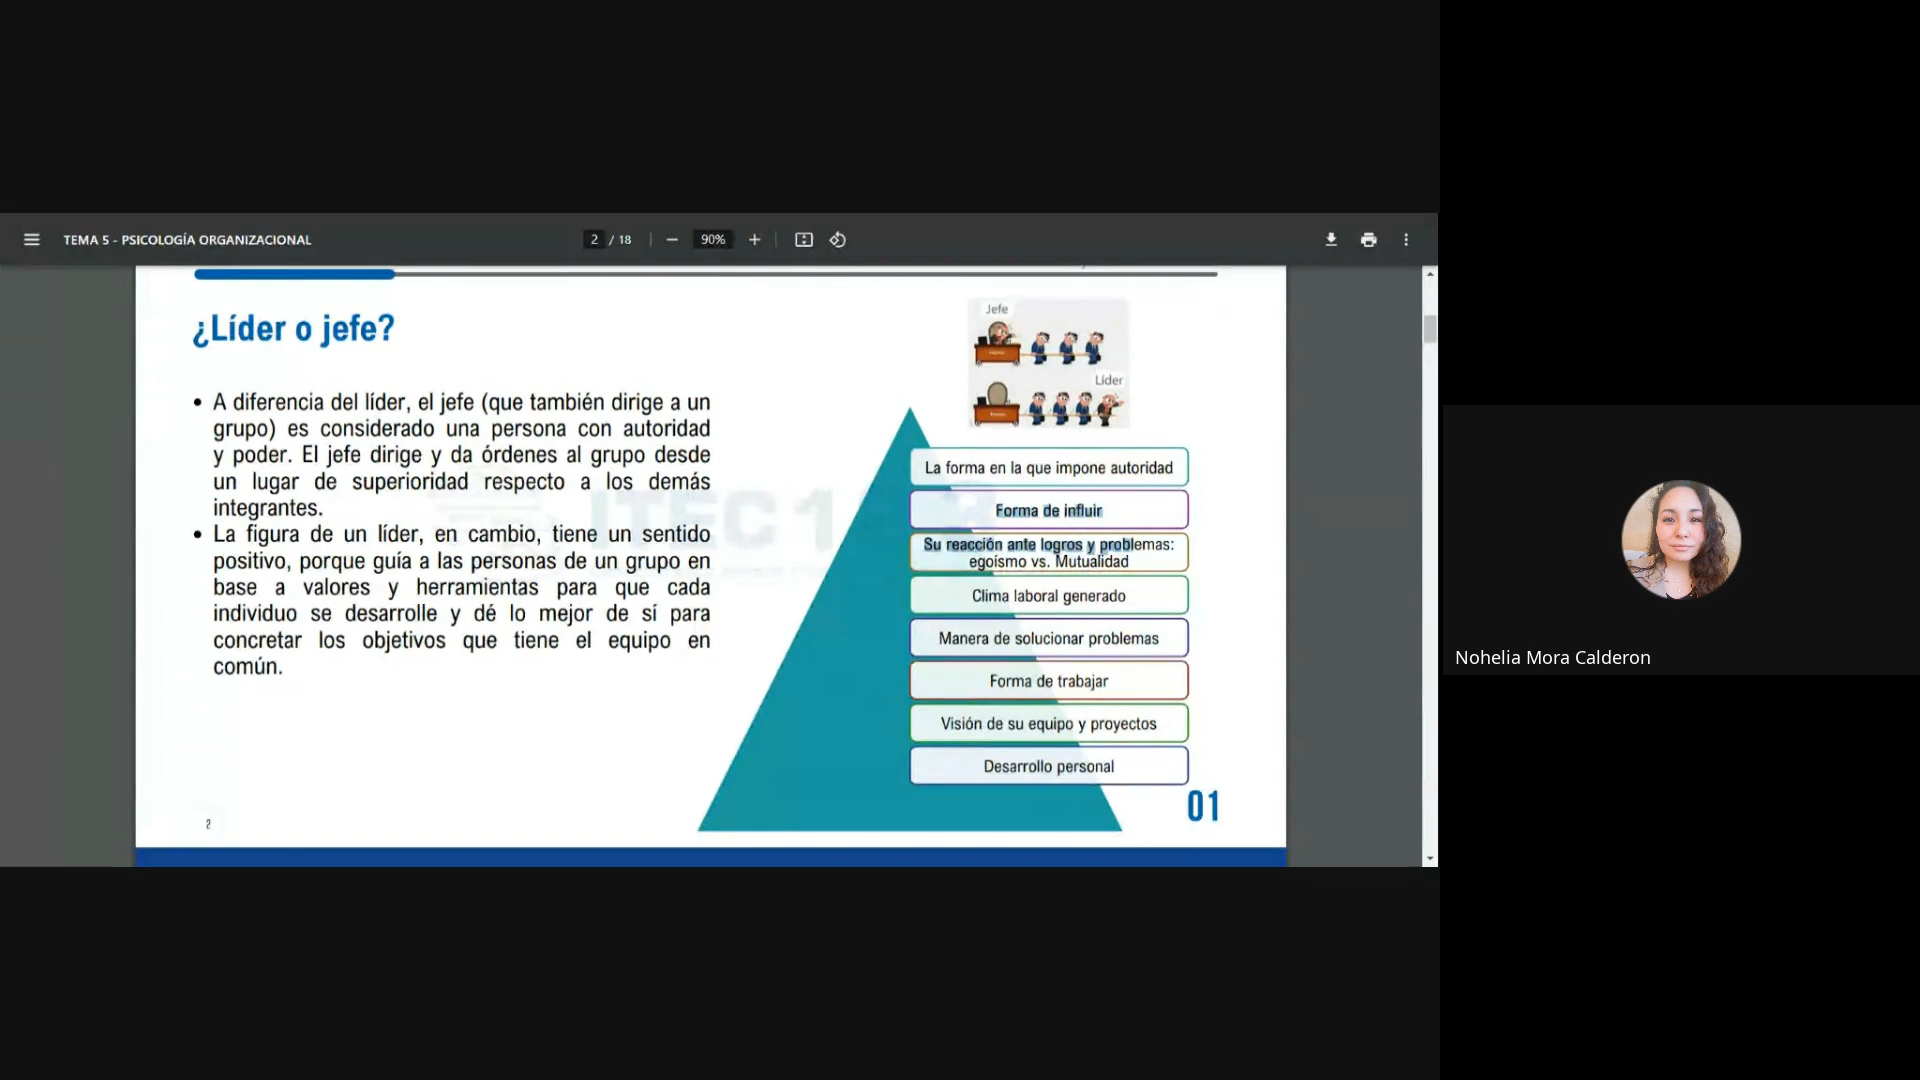 TEMA 5 - PSICOLOGÍA ORGANIZACIONAL
2 / 18
90%
¿Líder o jefe?
• A diferencia del líder, el jefe (que también dirige a un
grupo) es considerado una persona con autoridad
y poder. El jefe dirige y da órdenes al grupo desde
un lugar de superioridad respecto a los demás
integrantes.
• La figura de un líder, en cambio, tiene un sentido
positivo, porque guía a las personas de un grupo en
base a valores y herramientas para que cada
individuo se desarrolle y dé lo mejor de sí para
concretar los objetivos que tiene el equipo en
común.
ITEC 1
Jefe
Líder
La forma en la que impone autoridad
Forma de influir
Su reacción ante logros y problemas:
egoísmo vs. Mutualidad
Clima laboral generado
Manera de solucionar problemas
Forma de trabajar
Visión de su equipo y proyectos
Desarrollo personal
01
2
Nohelia Mora Calderon